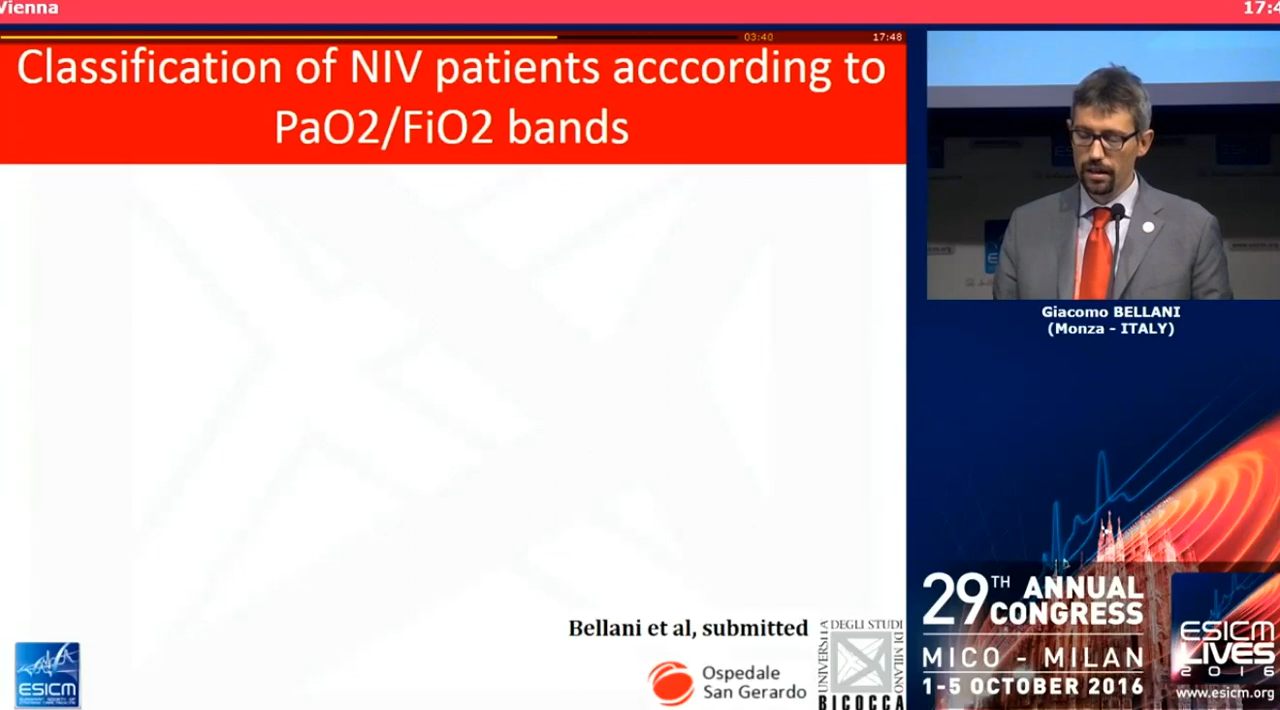 Vienna
17:4
03:40
17:48
Classification of NIV patients acccording to
PaO2/FiO2 bands
Giacomo BELLANI
(Monza - ITALY)
Bellani et al, submitted
ESICM
Ospedale
San Gerardo
DEGLI STUDI
DI MILANO
BICOCCA
29TH ANNUAL
CONGRESS
MICO - MILAN
1-5 OCTOBER 2016
ESICM
LIVES
2016
www.esicm.org